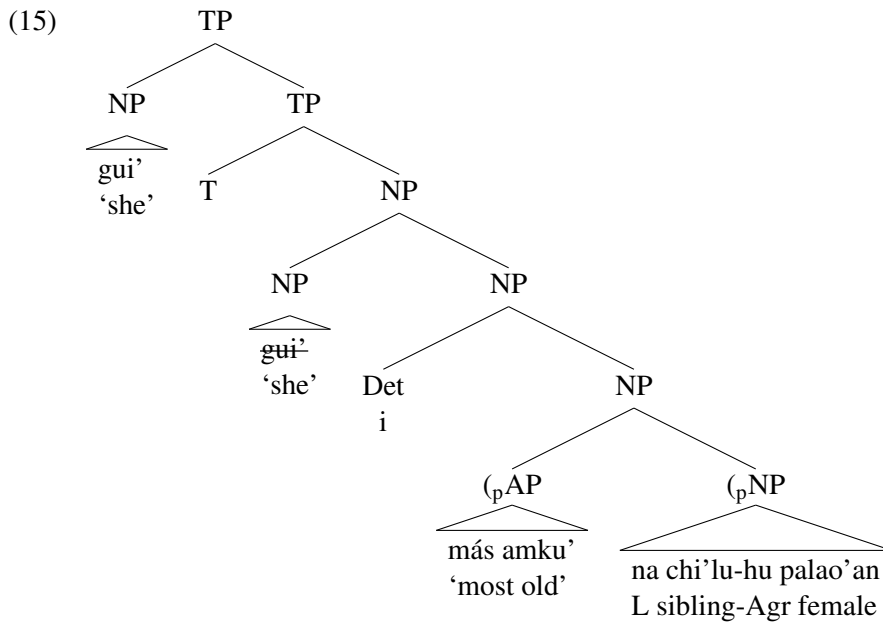 (15)
TP
NP TP
gui’
‘she’
T NP
NP NP
gui’
‘she’
Det
i
NP
(pAP (pNP
más amku’
‘most old’
na chi’lu-hu palao’an
L sibling-Agr female